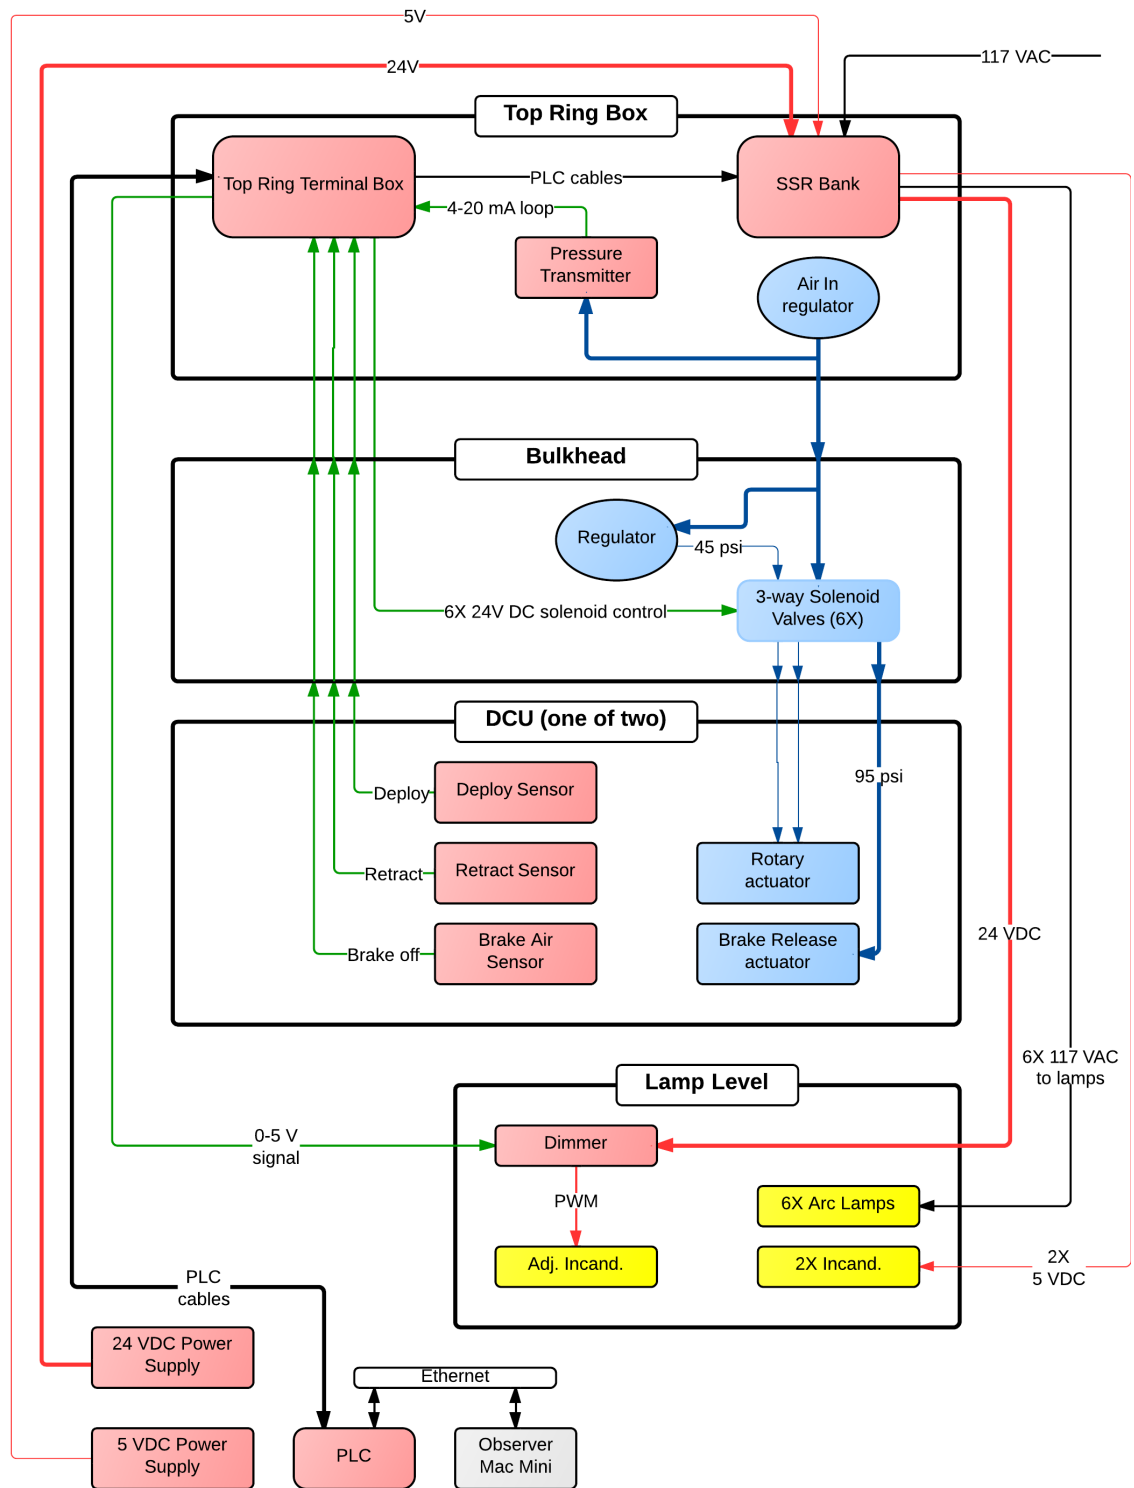 5V
117 VAC
24V
Top Ring Box
Top Ring Terminal Box
PLC cables
SSR Bank
4-20 mA loop
Pressure
Transmitter
Air In
regulator
Bulkhead
Regulator
45 psi
3-way Solenoid
Valves (6X)
6X 24V DC solenoid control
DCU (one of two)
95 psi
Deploy
Deploy Sensor
Retract
Retract Sensor
Rotary
actuator
Brake off
Brake Air
Sensor
Brake Release
actuator
24 VDC
6X 117 VAC
to lamps
Lamp Level
0-5 V
signal
Dimmer
PWM
6X Arc Lamps
Adj. Incand.
2X Incand.
2X
5 VDC
PLC
cables
24 VDC Power
Supply
Ethernet
5 VDC Power
Supply
PLC
Observer
Mac Mini